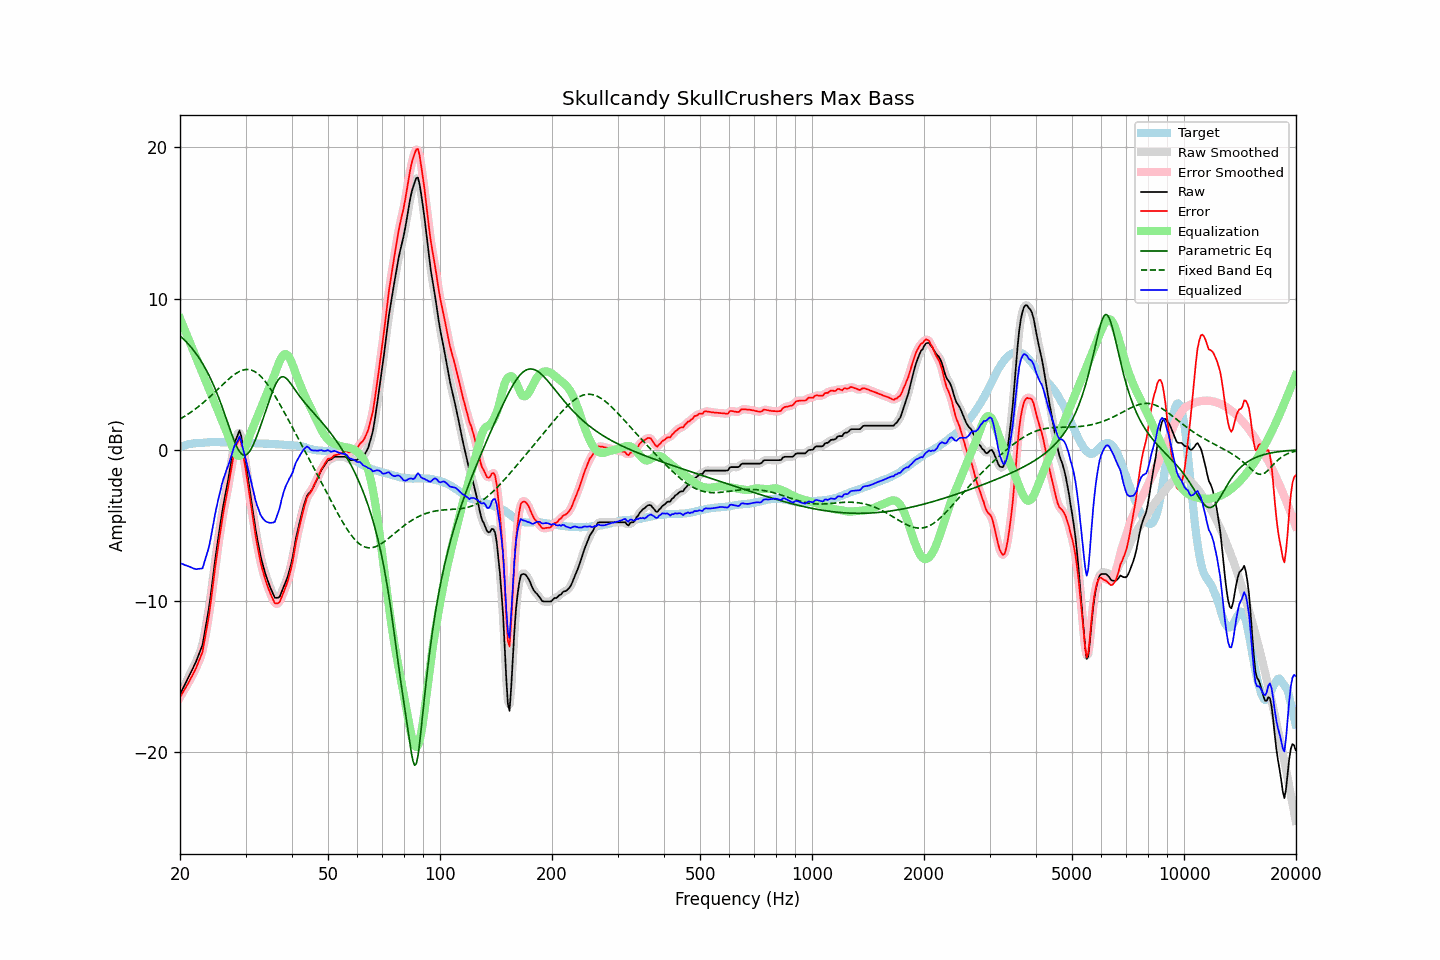 Skullcandy SkullCrushers Max Bass
Target
Raw Smoothed
Error Smoothed
Raw
Error
Equalization
Parametric Eq
Fixed Band Eq
Equalized
Amplitude (dBr)
20
10
0
−10
−20
20
50
100
200
500
1000
2000
5000
10000
20000
Frequency (Hz)